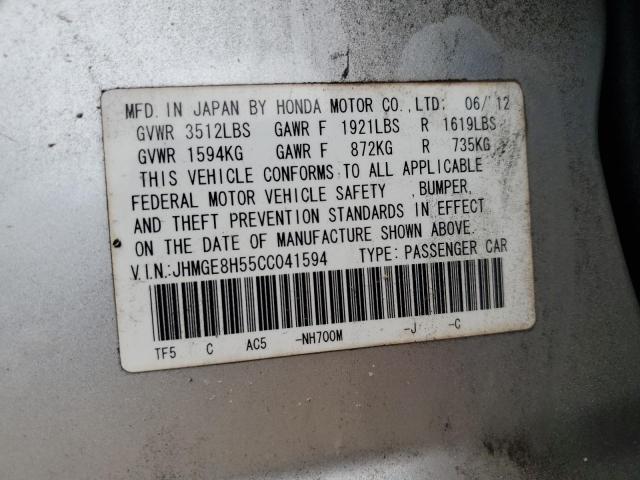 MFD. IN JAPAN BY HONDA MOTOR CO.,LTD: 06/'12
GVWR 3512LBS GAWR F 1921LBS R 1619LBS
GVWR 1594KG GAWR F 872KG R 735KG
THIS VEHICLE CONFORMS TO ALL APPLICABLE
FEDERAL MOTOR VEHICLE SAFETY ,BUMPER,
AND THEFT PREVENTION STANDARDS IN EFFECT
ON THE DATE OF MANUFACTURE SHOWN ABOVE.
V.I.N.:JHMGE8H55CC041594 TYPE: PASSENGER CAR
TF5 C AC5 -NH700M -J -C